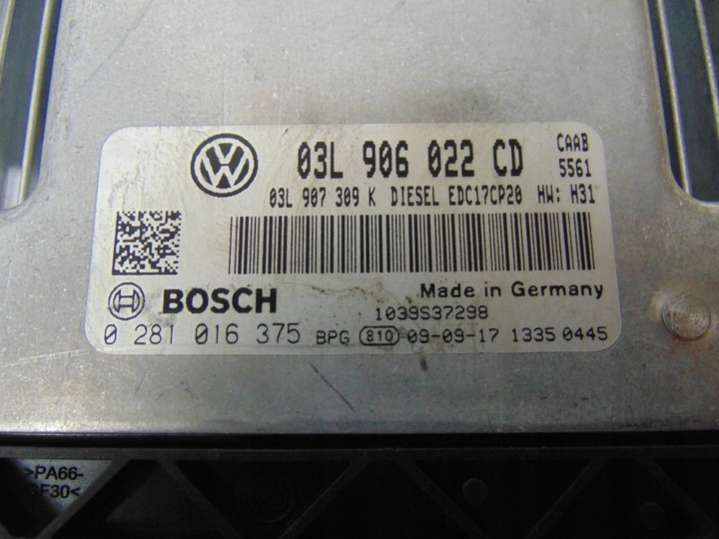 03L 906 022 CD CAAB
5561
03L 907 309 K DIESEL EDC17CP20 HW: H31
Made in Germany
BOSCH 1039S37298
0 281 016 375 BPG 810 09-09-17 1335 0445
>PA66-
GF30<